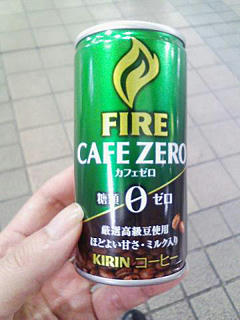 FIRE
CAFE ZERO
カフェゼロ
糖類0ゼロ
厳選高級豆使用
ほどよい甘さ・ミルク入り
KIRIN コーヒー